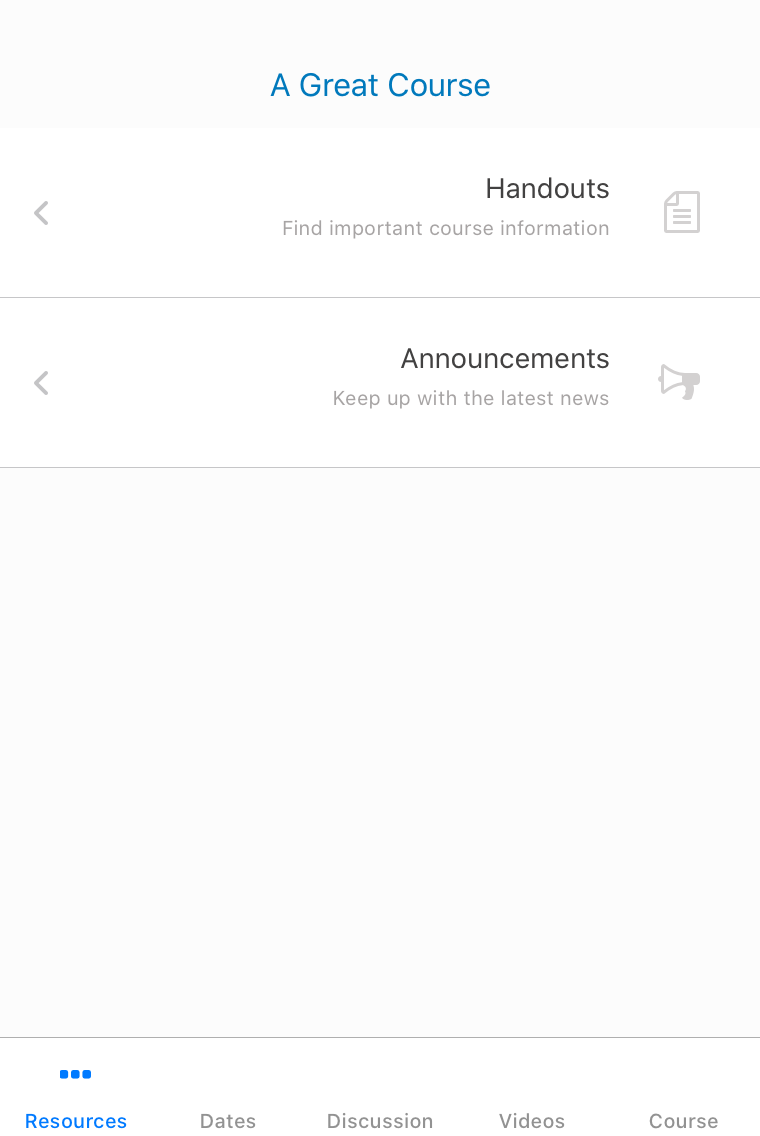 A Great Course
Handouts
Find important course information
Announcements
Keep up with the latest news
Resources
Dates
Discussion
Videos
Course